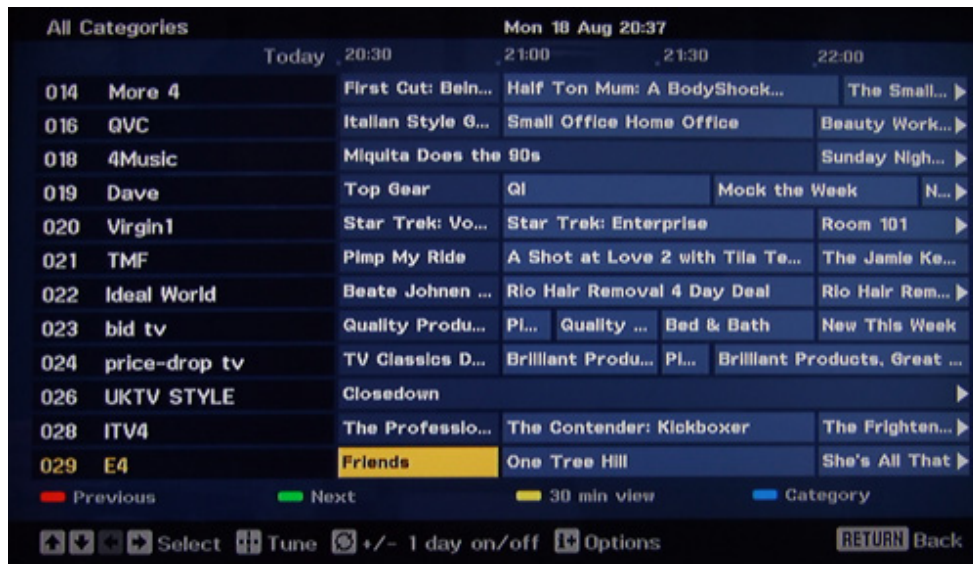 All Categories Mon 18 Aug 20:37
Today 20:30 21:00 21:30 22:00
014 More 4 First Cut: Bein... Half Ton Mum: A BodyShock... The Small...
016 QVC Italian Style G... Small Office Home Office Beauty Work...
018 4Music Miquita Does the 90s Sunday Nigh...
019 Dave Top Gear QI Mock the Week N...
020 Virgin1 Star Trek: Vo... Star Trek: Enterprise Room 101
021 TMF Pimp My Ride A Shot at Love 2 with Tila Te... The Jamie Ke...
022 Ideal World Beate Johnen ... Rio Hair Removal 4 Day Deal Rio Hair Rem...
023 bid tv Quality Produ... Pi... Quality ... Bed & Bath New This Week
024 price-drop tv TV Classics D... Brilliant Produ... Pi... Brilliant Products, Great ...
026 UKTV STYLE Closedown
028 ITV4 The Professio... The Contender: Kickboxer The Frighten...
029 E4 Friends One Tree Hill She's All That
Previous Next 30 min view Category
Select Tune +/- 1 day on/off i+ Options RETURN Back